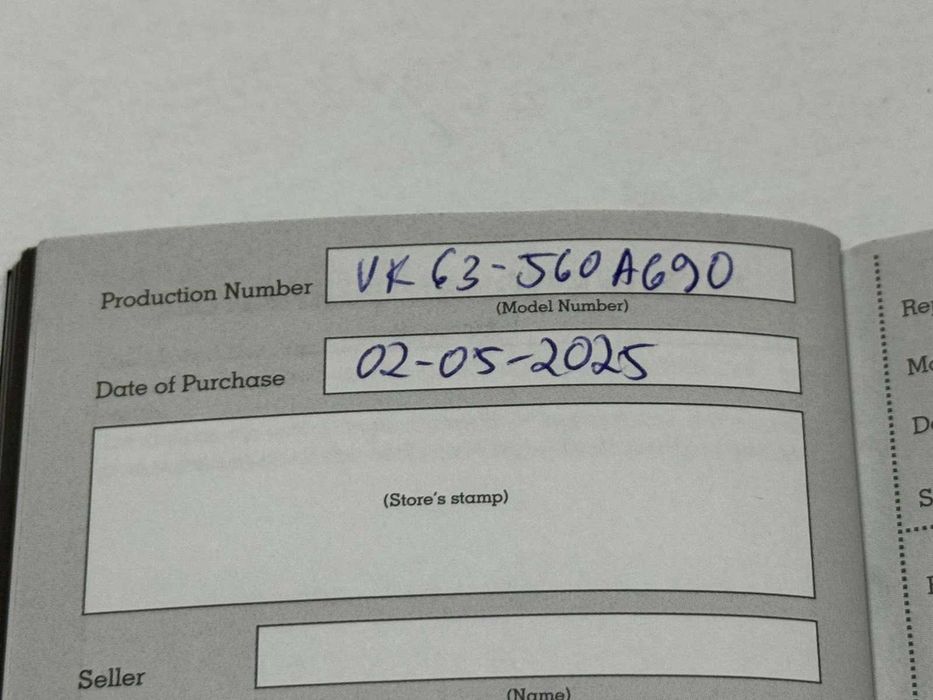 Production Number VK63-560A690
(Model Number)
Date of Purchase 02-05-2025
(Store's stamp)
Seller
(Name)